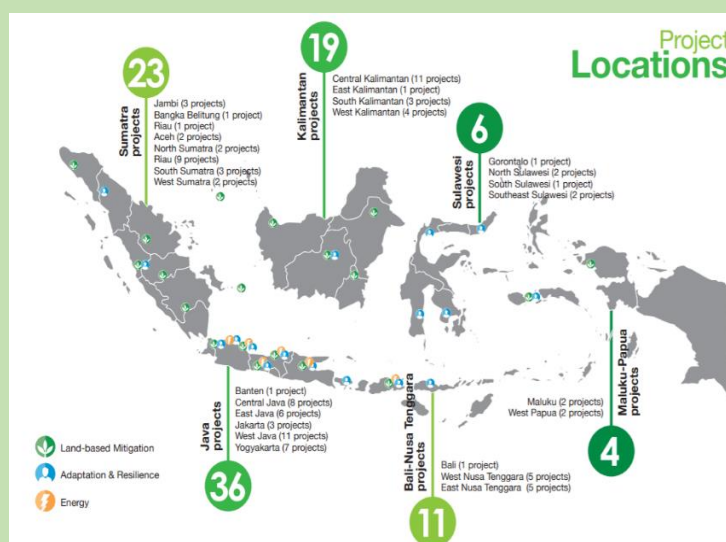 Project
Locations
23
Sumatra
projects
Jambi (3 projects)
Bangka Belitung (1 project)
Riau (1 project)
Aceh (2 projects)
North Sumatra (2 projects)
Riau (9 projects)
South Sumatra (3 projects)
West Sumatra (2 projects)
19
Kalimantan
projects
Central Kalimantan (11 projects)
East Kalimantan (1 project)
South Kalimantan (3 projects)
West Kalimantan (4 projects)
6
Sulawesi
projects
Gorontalo (1 project)
North Sulawesi (2 projects)
South Sulawesi (1 project)
Southeast Sulawesi (2 projects)
Land-based Mitigation
Adaptation & Resilience
Energy
Java
projects
Banten (1 project)
Central Java (8 projects)
East Java (6 projects)
Jakarta (3 projects)
West Java (11 projects)
Yogyakarta (7 projects)
36
Bali-Nusa Tenggara
projects
Bali (1 project)
West Nusa Tenggara (5 projects)
East Nusa Tenggara (5 projects)
11
Maluku (2 projects)
West Papua (2 projects)
Maluku-Papua
projects
4